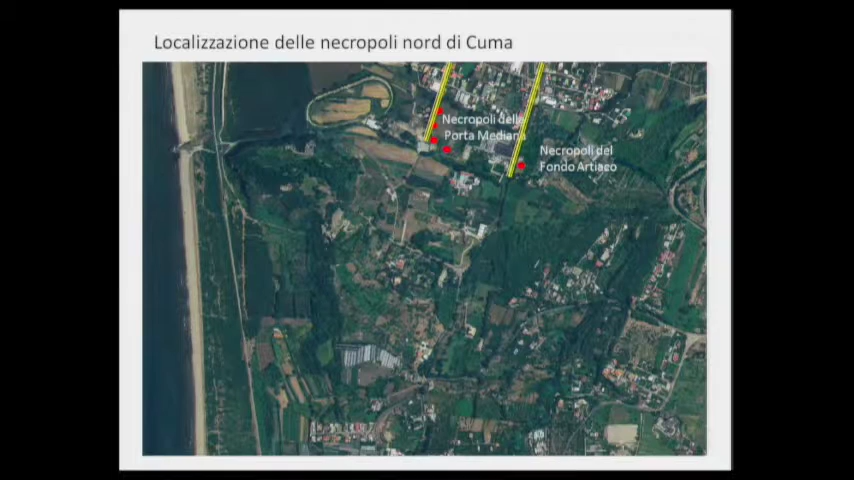 Localizzazione delle necropoli nord di Cuma
Necropoli della
Porta Mediana
Necropoli del
Fondo Artiaco